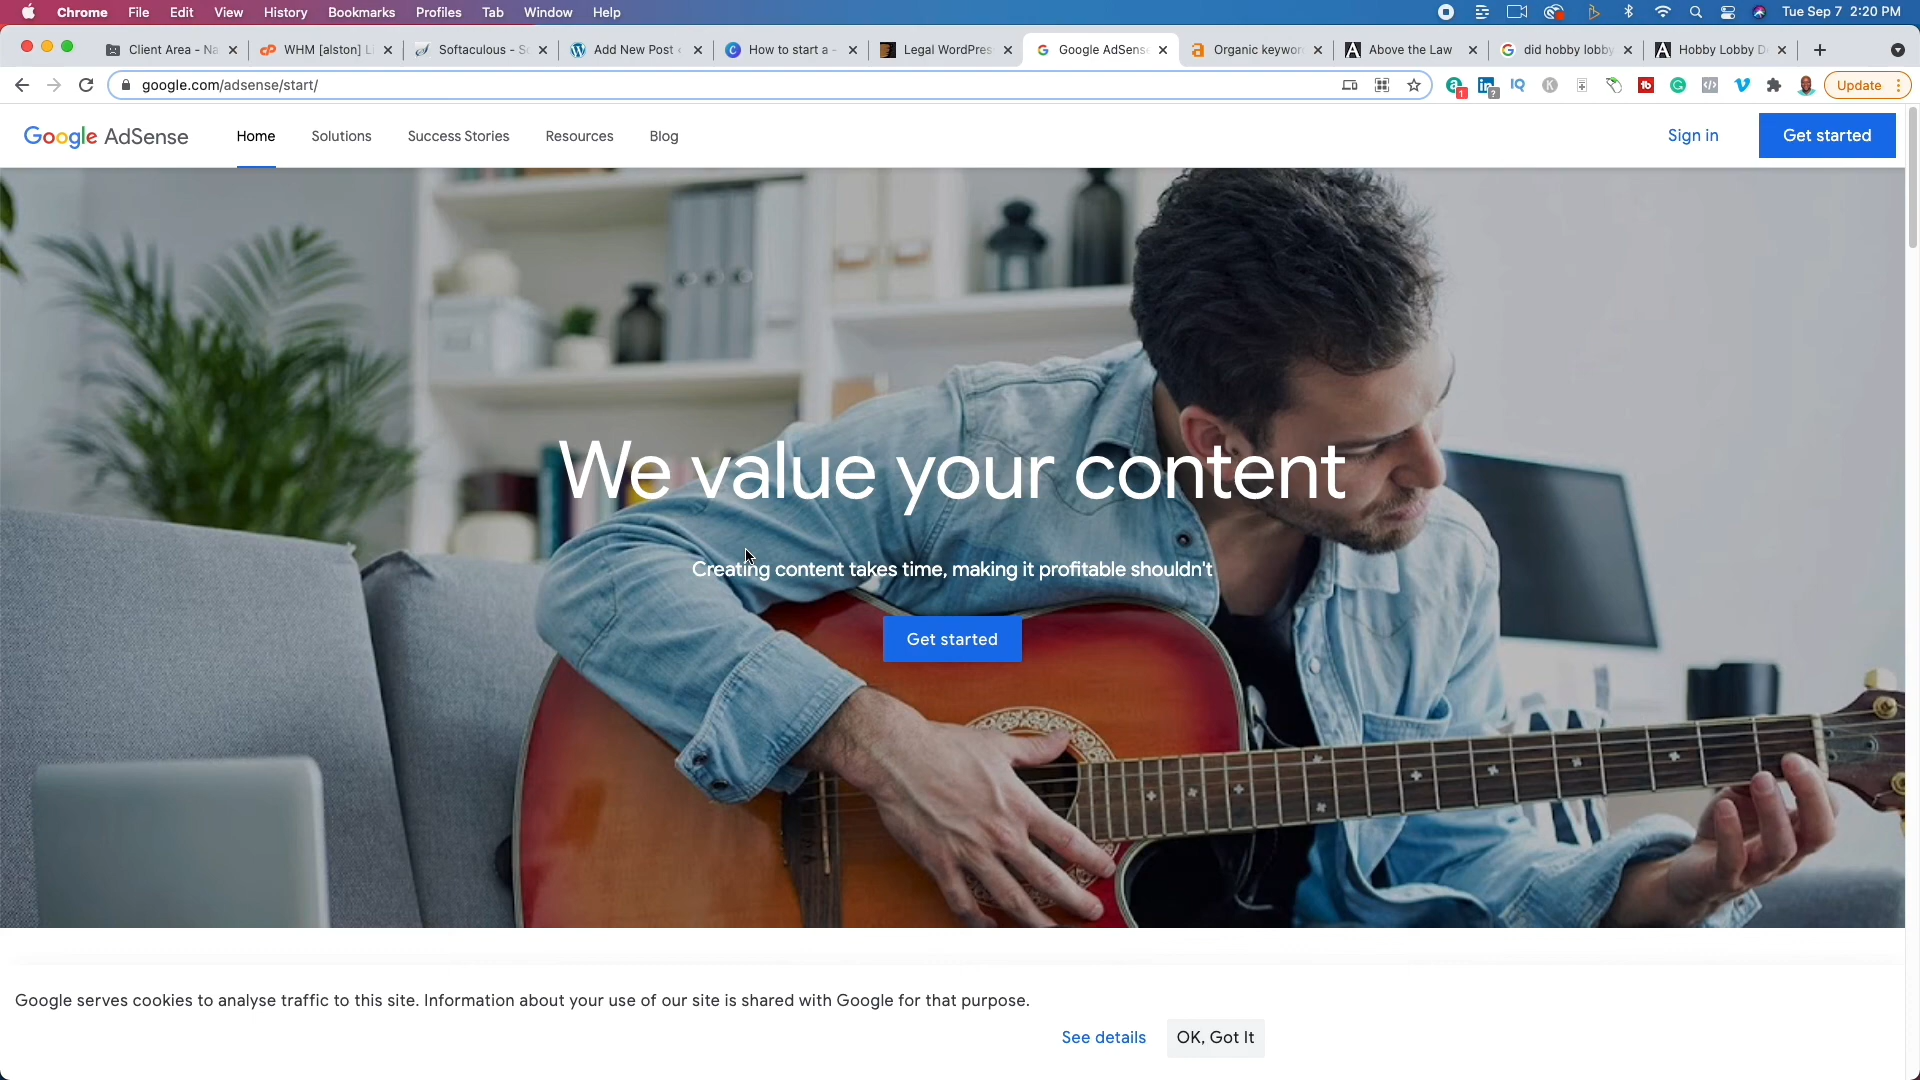 Chrome File Edit View History Bookmarks Profiles Tab Window Help Tue Sep 7 2:20 PM
Client Area - Na WHM [alston] Li Softaculous - So Add New Post How to start a - Legal WordPres Google AdSense Organic keywor Above the Law did hobby lobby Hobby Lobby D
google.com/adsense/start/ Update
Google AdSense Home Solutions Success Stories Resources Blog Sign in Get started
We value your content
Creating content takes time, making it profitable shouldn't
Get started
Google serves cookies to analyse traffic to this site. Information about your use of our site is shared with Google for that purpose.
See details OK, Got It